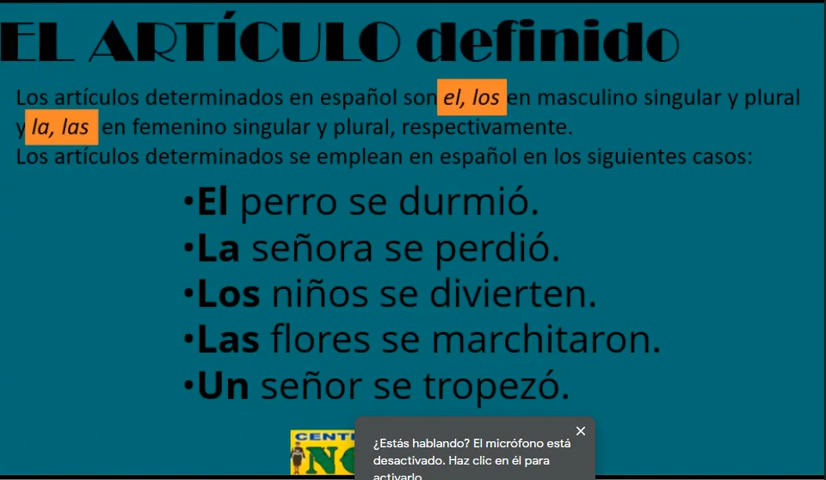 EL ARTÍCULO definido
Los artículos determinados en español son el, los en masculino singular y plural
y la, las en femenino singular y plural, respectivamente.
Los artículos determinados se emplean en español en los siguientes casos:
•El perro se durmió.
•La señora se perdió.
•Los niños se divierten.
•Las flores se marchitaron.
•Un señor se tropezó.
¿Estás hablando? El micrófono está
desactivado. Haz clic en él para
activarlo